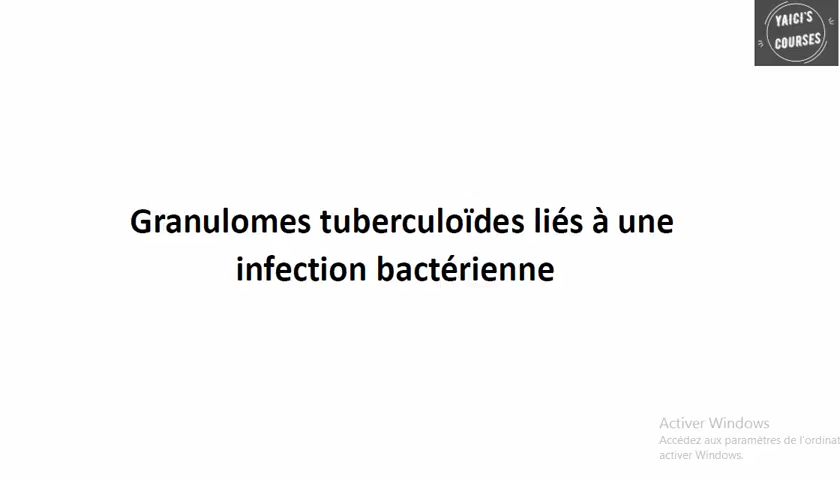 YAICI'S
COURSES
Granulomes tuberculoïdes liés à une
infection bactérienne
Activer Windows
Accédez aux paramètres de l'ordinat
activer Windows.